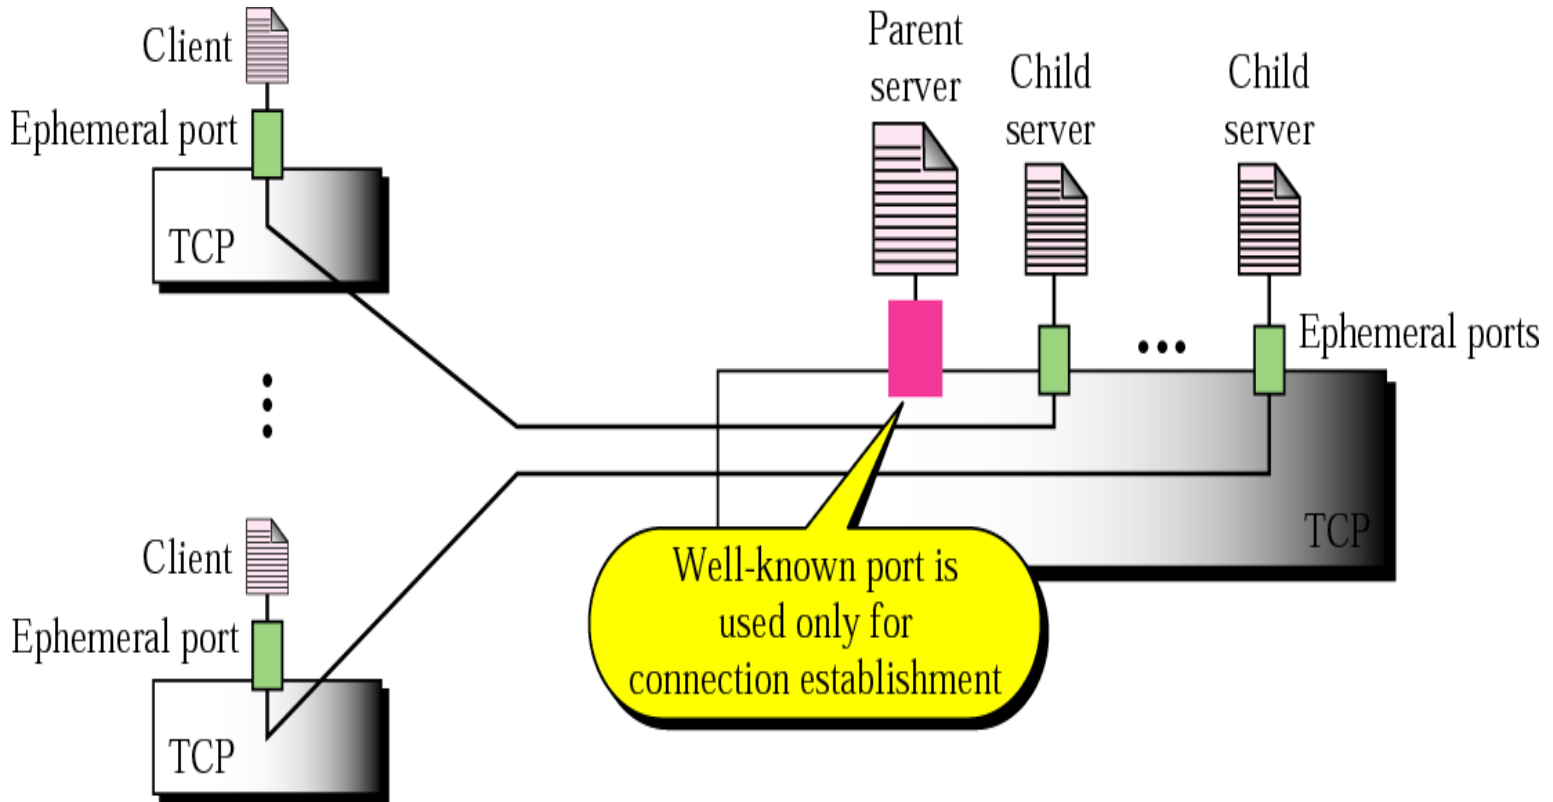 Client
Ephemeral port
TCP
Parent
server
Child
server
Child
server
Ephemeral ports
TCP
Well-known port is
used only for
connection establishment
Client
Ephemeral port
TCP